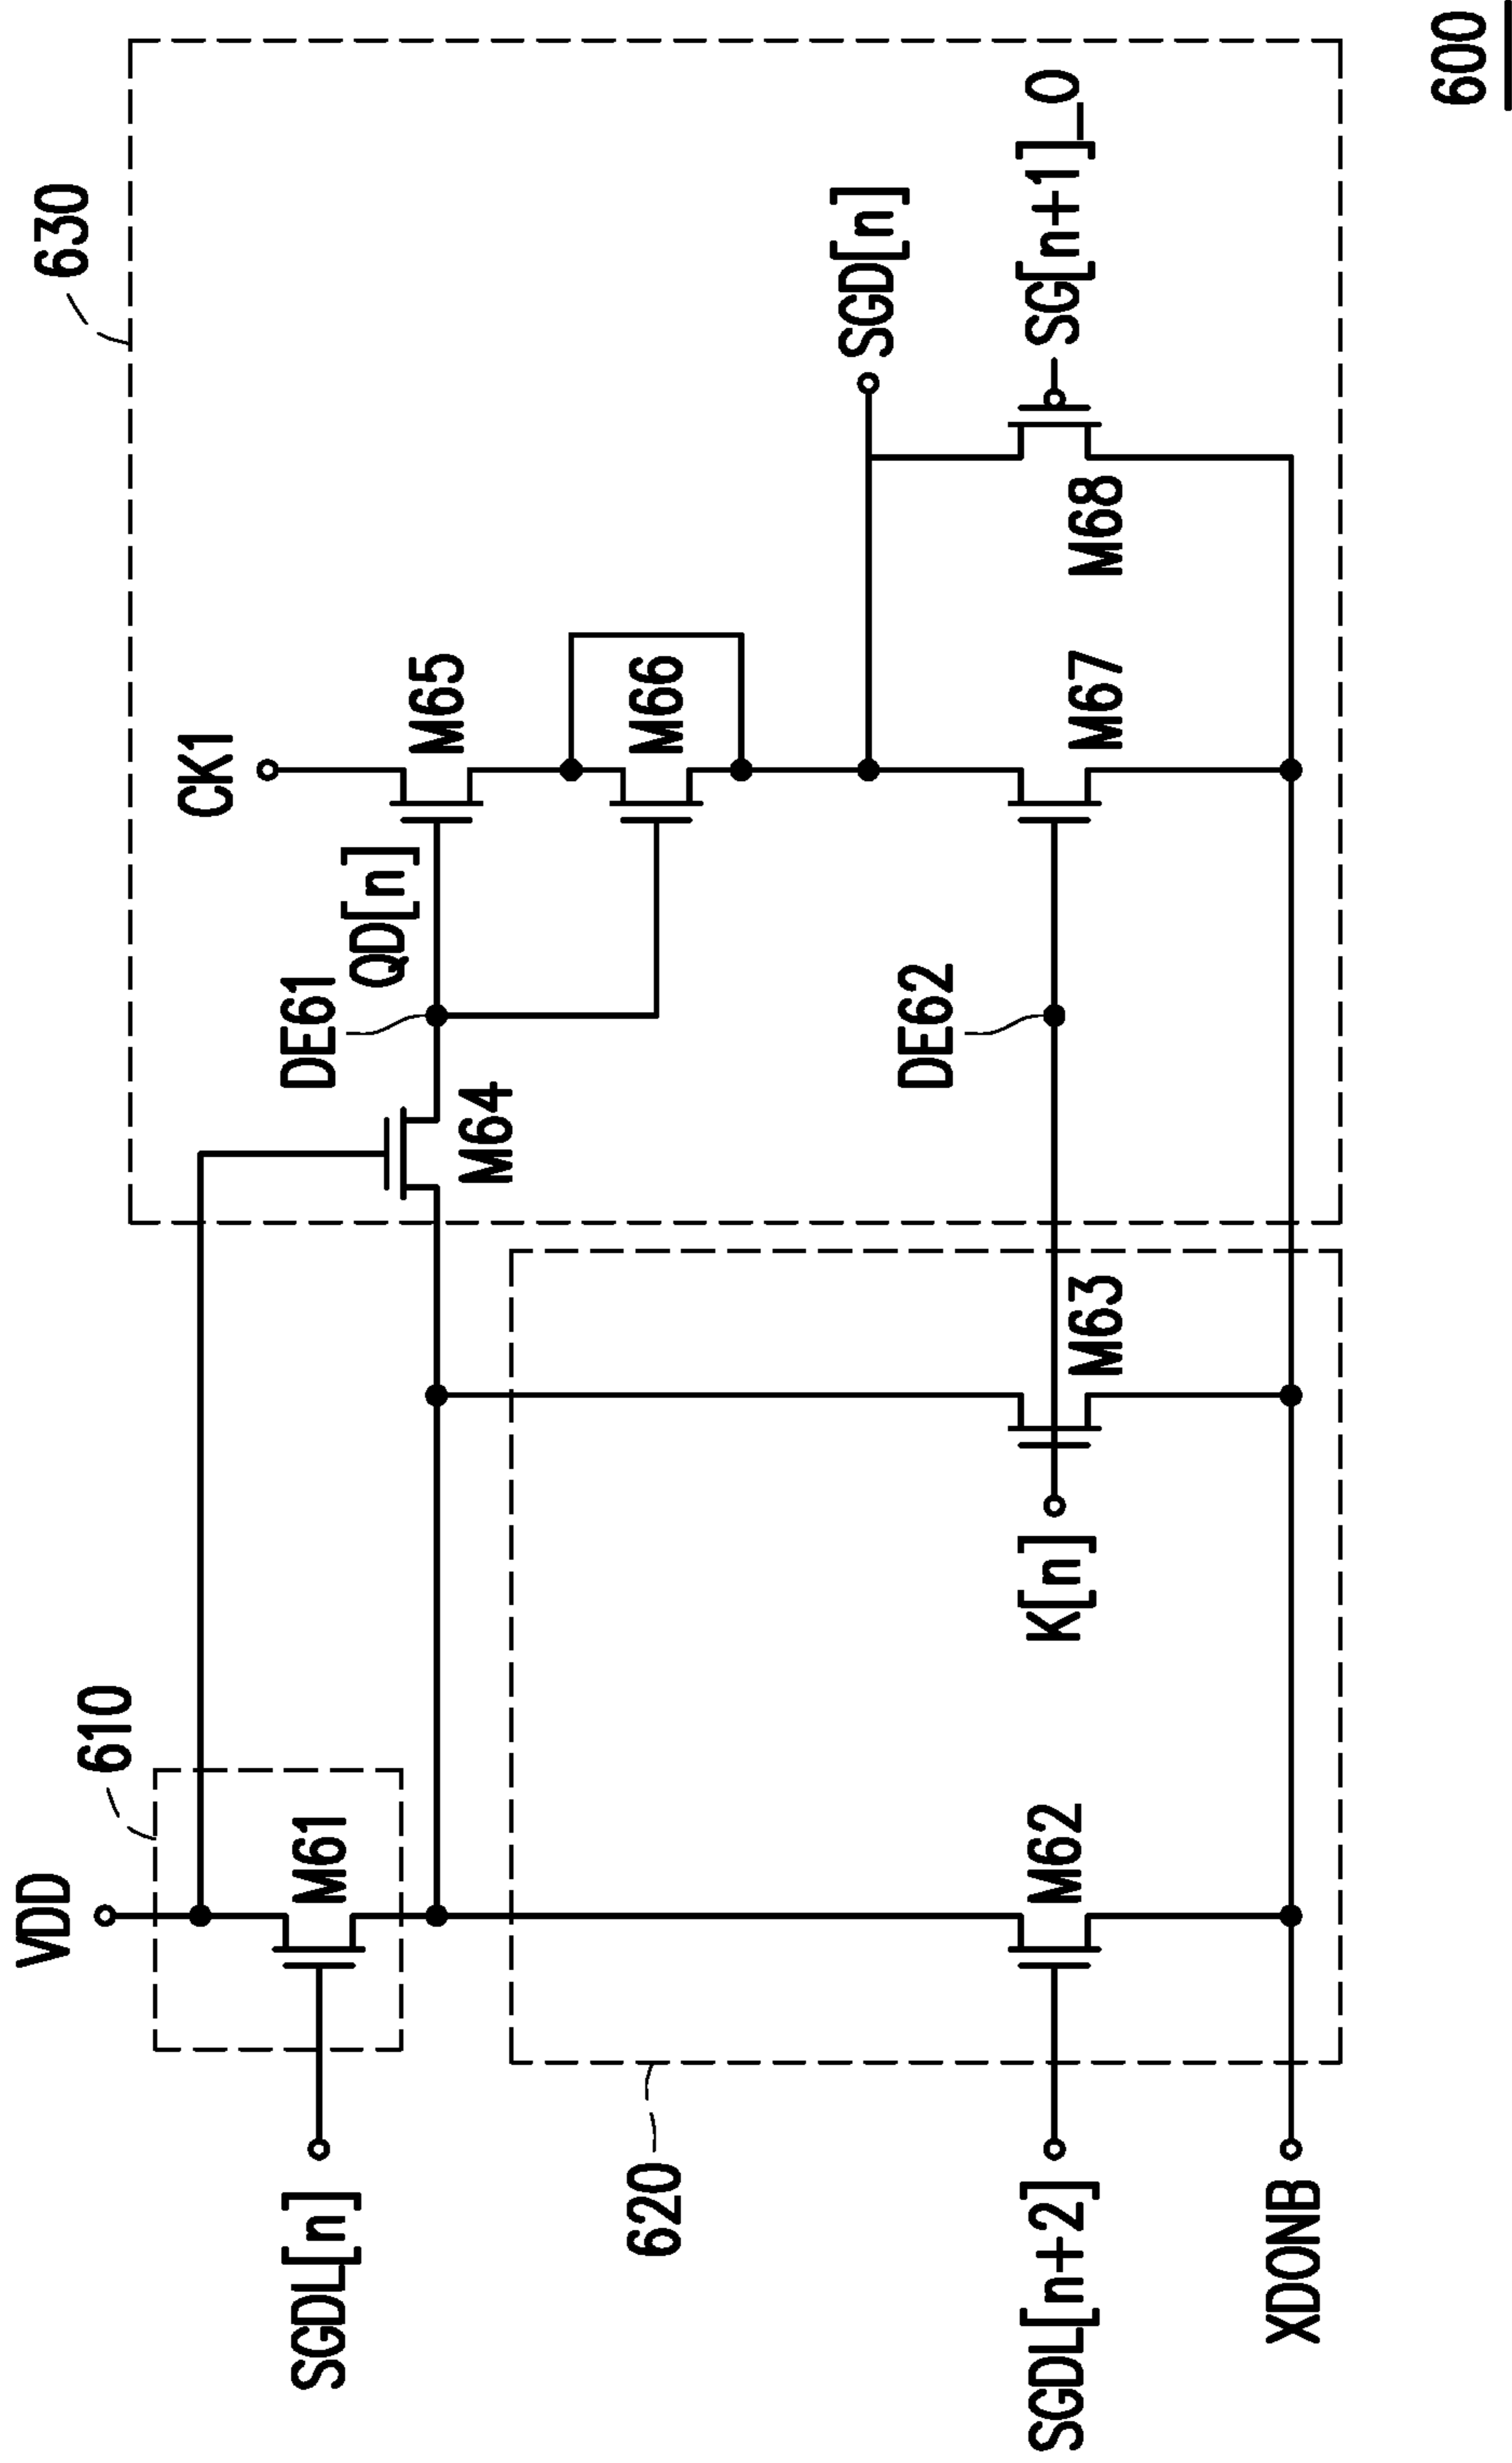 630
CK1
M65
QD[n]
DE61
M66
SGD[n]
M64
DE62
M67
M68
SG[n+1]_O
VDD
610
M61
SGDL[n]
620
M62
M63
K[n]
SGDL[n+2]
XDONB
600